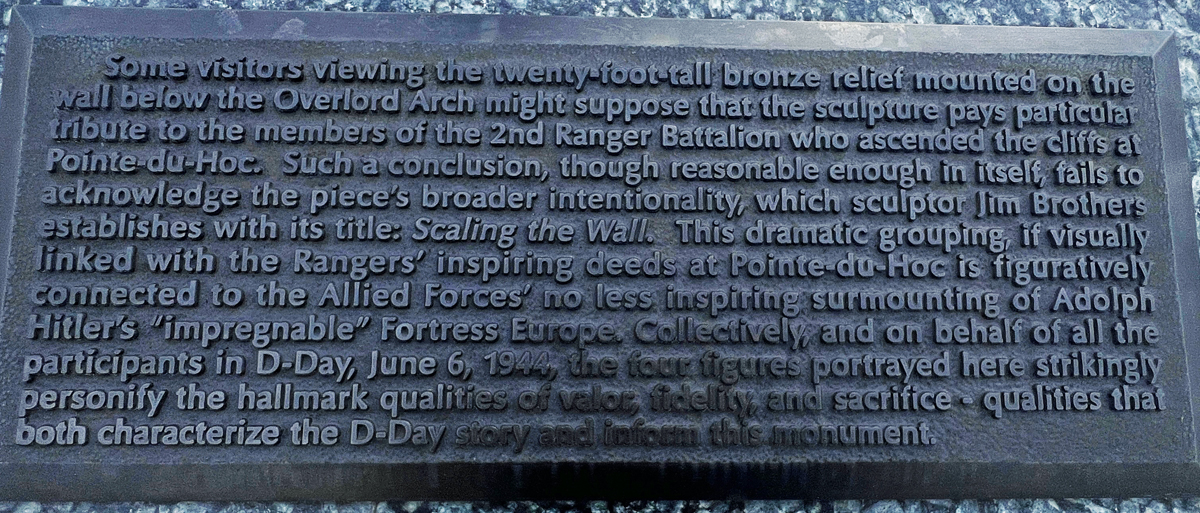 Some visitors viewing the twenty-foot-tall bronze relief mounted on the
wall below the Overlord Arch might suppose that the sculpture pays particular
tribute to the members of the 2nd Ranger Battalion who ascended the cliffs at
Pointe-du-Hoc. Such a conclusion, though reasonable enough in itself, fails to
acknowledge the piece's broader intentionality, which sculptor Jim Brothers
establishes with its title: Scaling the Wall. This dramatic grouping, if visually
linked with the Rangers' inspiring deeds at Pointe-du-Hoc is figuratively
connected to the Allied Forces' no less inspiring surmounting of Adolph
Hitler's "impregnable" Fortress Europe. Collectively, and on behalf of all the
participants in D-Day, June 6, 1944, the four figures portrayed here strikingly
personify the hallmark qualities of valor, fidelity, and sacrifice - qualities that
both characterize the D-Day story and inform this monument.